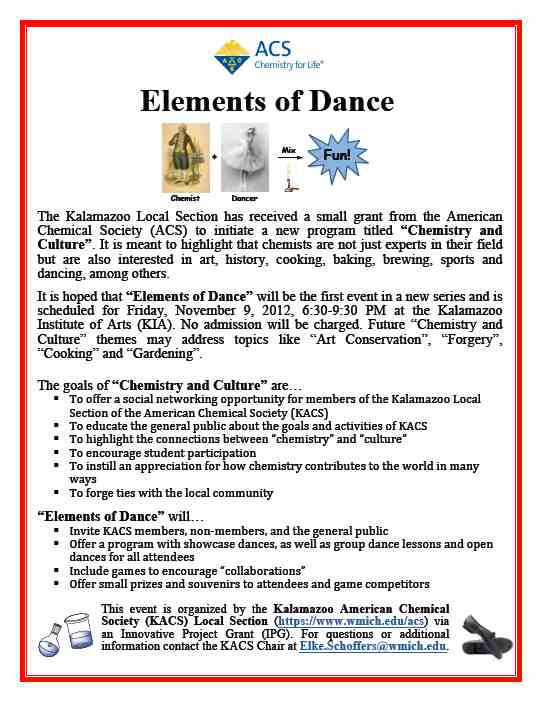 ACS
Chemistry for Life®
Elements of Dance
Mix
+
Fun!
Chemist
Dancer
The Kalamazoo Local Section has received a small grant from the American
Chemical Society (ACS) to initiate a new program titled “Chemistry and
Culture”. It is meant to highlight that chemists are not just experts in their field
but are also interested in art, history, cooking, baking, brewing, sports and
dancing, among others.
It is hoped that “Elements of Dance” will be the first event in a new series and is
scheduled for Friday, November 9, 2012, 6:30-9:30 PM at the Kalamazoo
Institute of Arts (KIA). No admission will be charged. Future “Chemistry and
Culture” themes may address topics like “Art Conservation”, “Forgery”,
“Cooking” and “Gardening”.
The goals of “Chemistry and Culture” are…
▪ To offer a social networking opportunity for members of the Kalamazoo Local
Section of the American Chemical Society (KACS)
▪ To educate the general public about the goals and activities of KACS
▪ To highlight the connections between “chemistry” and “culture”
▪ To encourage student participation
▪ To instill an appreciation for how chemistry contributes to the world in many
ways
▪ To forge ties with the local community
“Elements of Dance” will…
▪ Invite KACS members, non-members, and the general public
▪ Offer a program with showcase dances, as well as group dance lessons and open
dances for all attendees
▪ Include games to encourage “collaborations”
▪ Offer small prizes and souvenirs to attendees and game competitors
This event is organized by the Kalamazoo American Chemical
Society (KACS) Local Section (https://www.wmich.edu/acs) via
an Innovative Project Grant (IPG). For questions or additional
information contact the KACS Chair at Elke.Schoffers@wmich.edu.